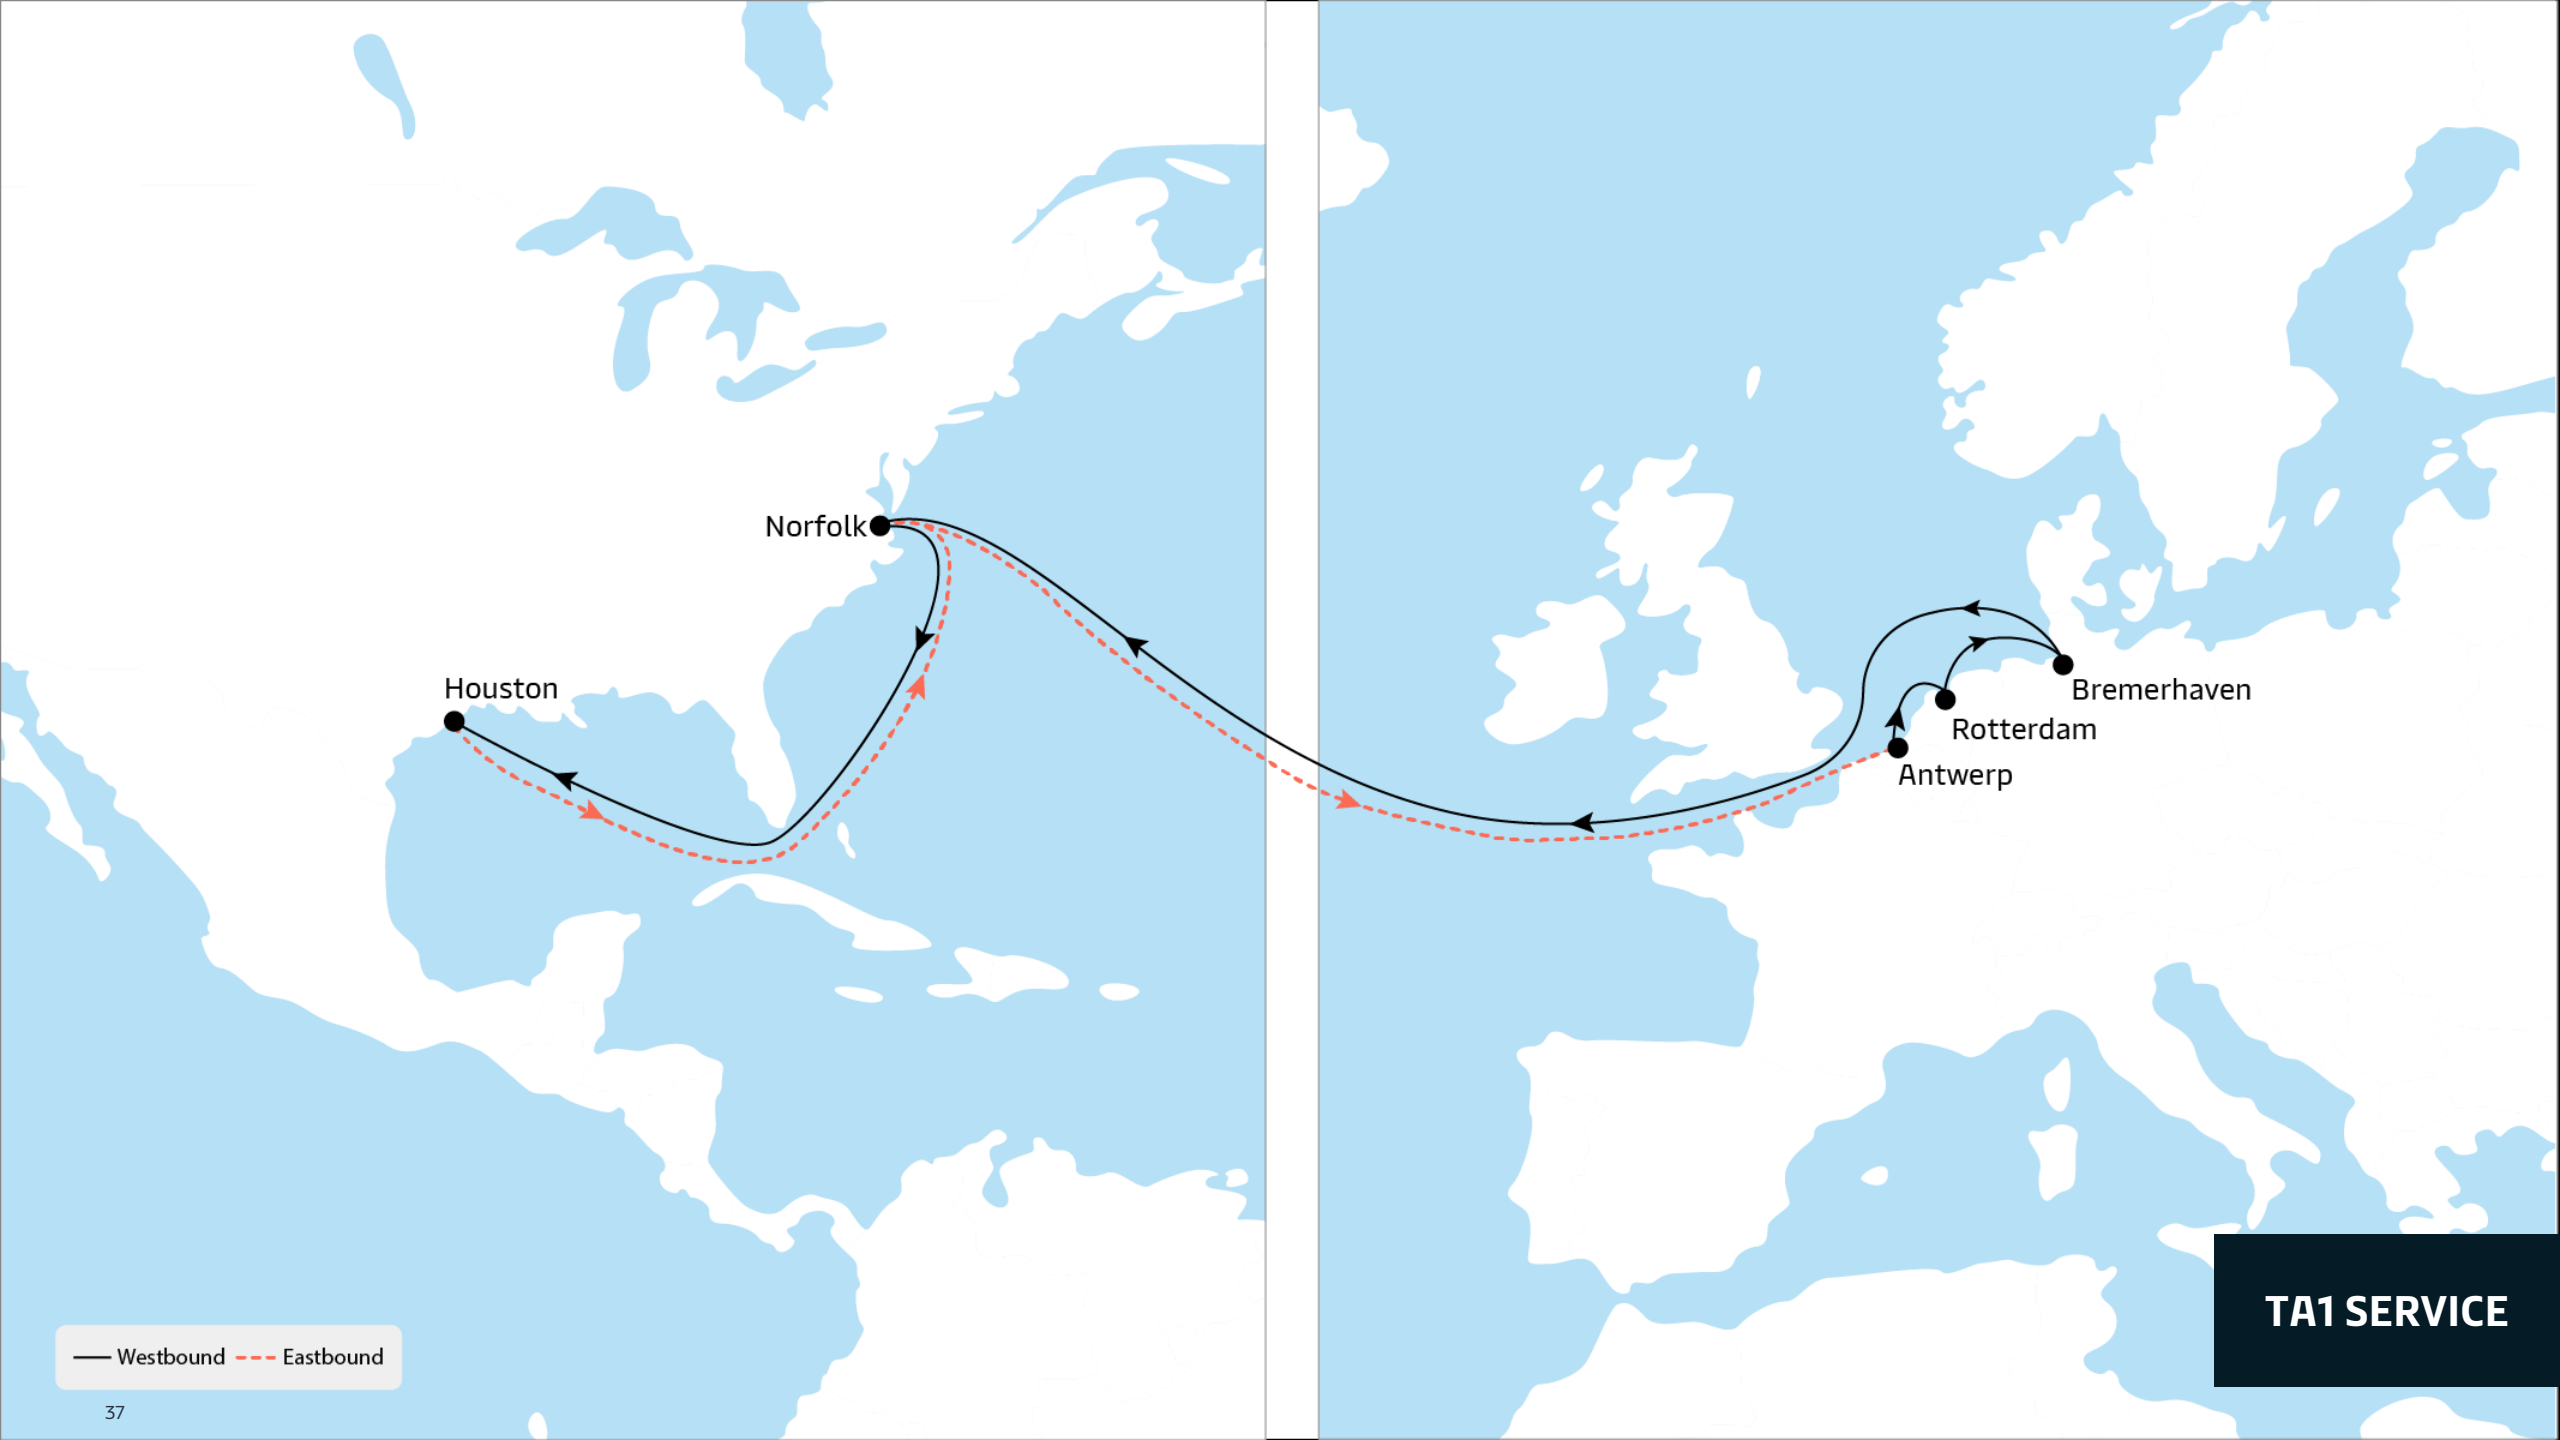 Norfolk
Houston
Bremerhaven
Rotterdam
Antwerp
TA1 SERVICE
Westbound Eastbound
37